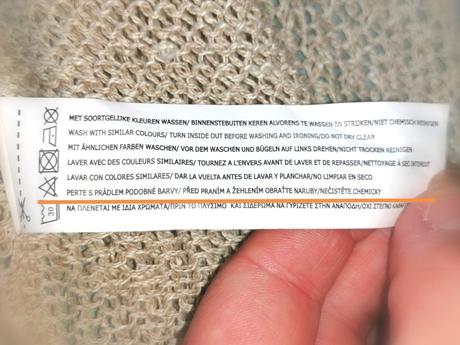 MET SOORTGELIJKE KLEUREN WASSEN/ BINNENSTEBUITEN KEREN ALVORENS TE WASSEN EN STRIJKEN/NIET CHEMISCH REINIGEN
WASH WITH SIMILAR COLOURS/ TURN INSIDE OUT BEFORE WASHING AND IRONING/DO NOT DRY CLEAN
MIT ÄHNLICHEN FARBEN WASCHEN/ VOR DEM WASCHEN UND BÜGELN AUF LINKS DREHEN/NICHT TROCKEN REINIGEN
LAVER AVEC DES COULEURS SIMILAIRES/ TOURNEZ A L'ENVERS AVANT DE LAVER ET DE REPASSER/NETTOYAGE À SEC INTERDIT
LAVAR CON COLORES SIMILARES/ DAR LA VUELTA ANTES DE LAVAR Y PLANCHAR/NO LIMPIAR EN SECO
PERTE S PRÁDLEM PODOBNÉ BARVY/ PŘED PRANÍM A ŽEHLENÍM OBRAŤTE NARUBY/NEČISTĚTE CHEMICKY
ΝΑ ΠΛΕΝΕΤΑΙ ΜΕ ΙΔΙΑ ΧΡΩΜΑΤΑ/ΠΡΙΝ ΤΟ ΠΛΥΣΙΜΟ ΚΑΙ ΣΙΔΕΡΩΜΑ ΝΑ ΓΥΡΙΖΕΤΕ ΣΤΗΝ ΑΝΑΠΟΔΗ/ΟΧΙ ΣΤΕΓΝΟ
30